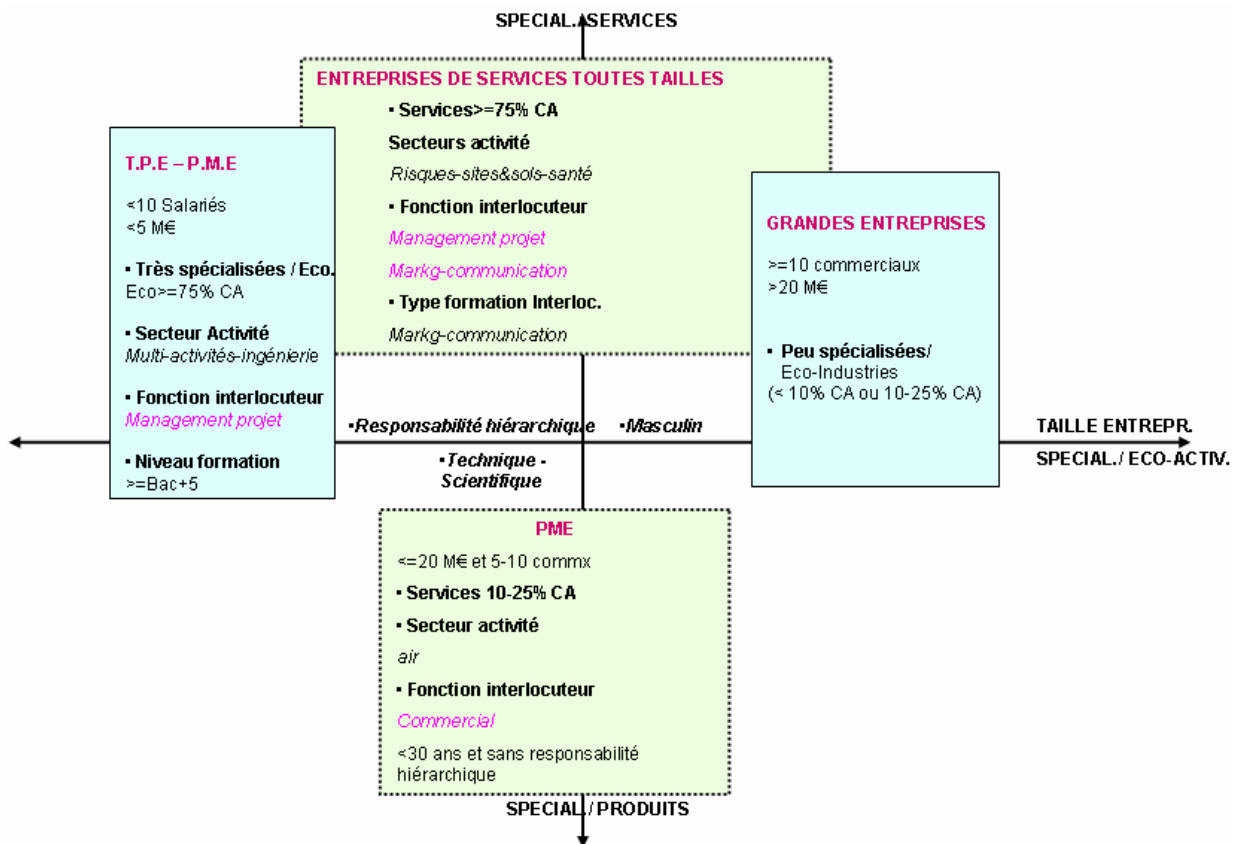 SPECIAL./SERVICES
ENTREPRISES DE SERVICES TOUTES TAILLES
▪ Services>=75% CA
Secteurs activité
Risques-sites&sols-santé
▪ Fonction interlocuteur
Management projet
Markg-communication
▪ Type formation Interloc.
Markg-communication
T.P.E – P.M.E
<10 Salariés
<5 M€
▪ Très spécialisées / Eco.
Eco>=75% CA
▪ Secteur Activité
Multi-activités-ingénierie
▪ Fonction interlocuteur
Management projet
▪ Niveau formation
>=Bac+5
GRANDES ENTREPRISES
>=10 commerciaux
>20 M€
▪ Peu spécialisées/
Eco-Industries
(< 10% CA ou 10-25% CA)
▪Responsabilité hiérarchique
▪Masculin
▪Technique -
Scientifique
TAILLE ENTREPR.
SPECIAL./ ECO-ACTIV.
PME
<=20 M€ et 5-10 commx
▪ Services 10-25% CA
▪ Secteur activité
air
▪ Fonction interlocuteur
Commercial
<30 ans et sans responsabilité
hiérarchique
SPECIAL./ PRODUITS